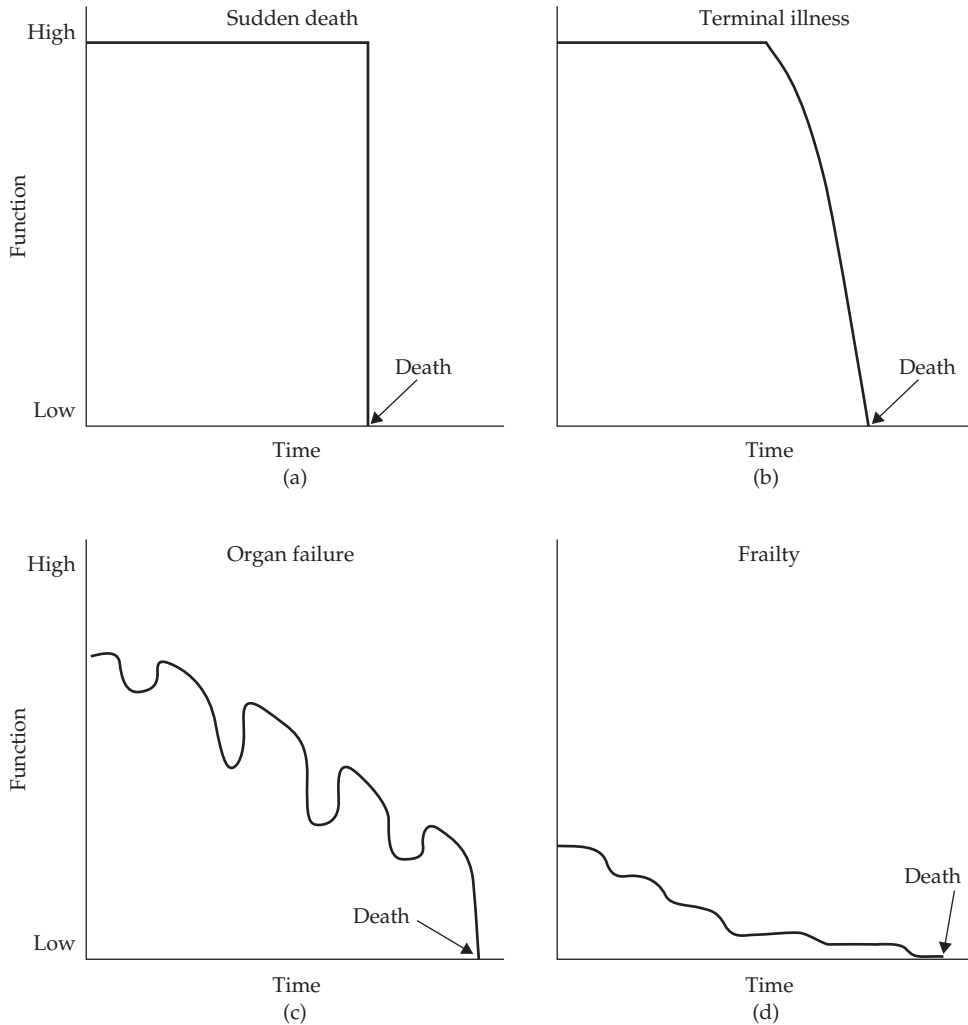 Sudden death
High
Function
Low
Death
Time
(a)
Terminal illness
Death
Time
(b)
Organ failure
High
Function
Low
Death
Time
(c)
Frailty
Death
Time
(d)